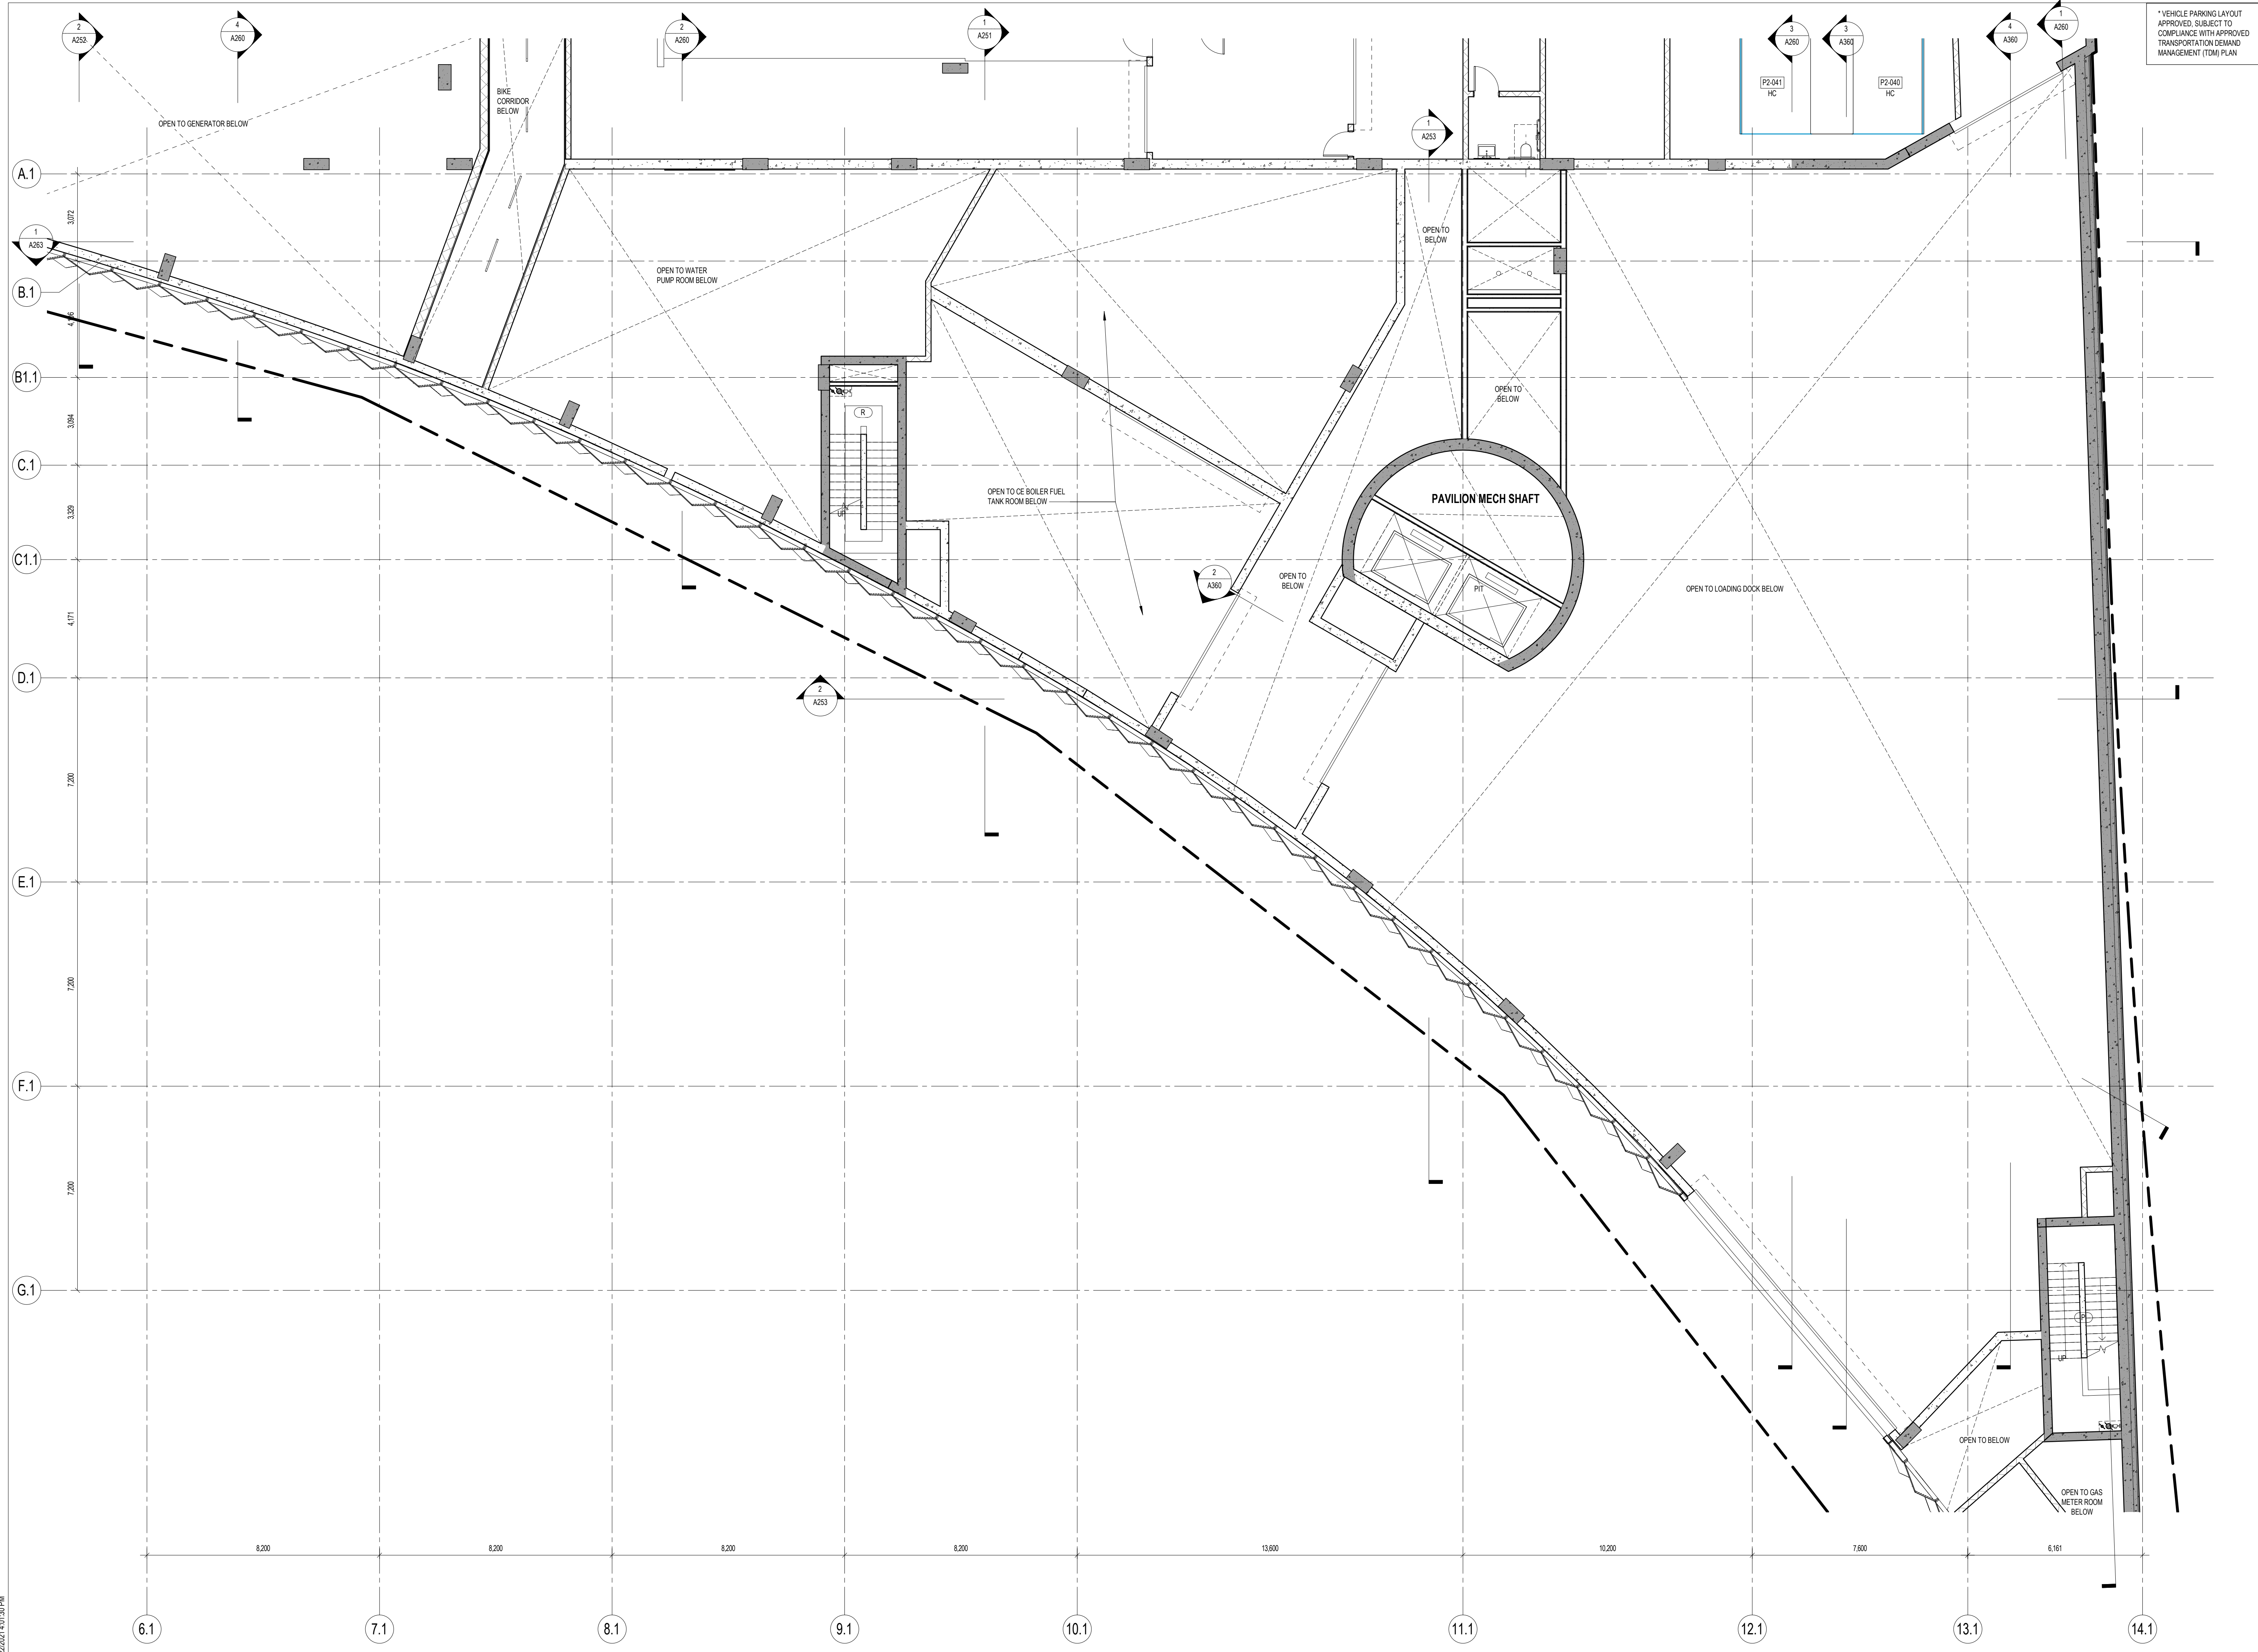 2
A252
4
A260
2
A260
1
A251
3
A260
3
A360
4
A360
1
A260
* VEHICLE PARKING LAYOUT
APPROVED, SUBJECT TO
COMPLIANCE WITH APPROVED
TRANSPORTATION DEMAND
MANAGEMENT (TDM) PLAN
P2-041
HC
P2-040
HC
BIKE
CORRIDOR
BELOW
OPEN TO GENERATOR BELOW
1
A253
A.1
3,072
1
A263
OPEN TO
BELOW
OPEN TO WATER
PUMP ROOM BELOW
B.1
B1.1
OPEN TO
BELOW
R
3,094
C.1
OPEN TO CE BOILER FUEL
TANK ROOM BELOW
PAVILION MECH SHAFT
3,329
UP
C1.1
2
A360
OPEN TO
BELOW
PIT
OPEN TO LOADING DOCK BELOW
4,171
D.1
2
A253
7,200
E.1
7,200
F.1
7,200
G.1
UP
OPEN TO BELOW
OPEN TO GAS
METER ROOM
BELOW
8,200
8,200
8,200
8,200
13,600
10,200
7,600
6,161
6.1
7.1
8.1
9.1
10.1
11.1
12.1
13.1
14.1